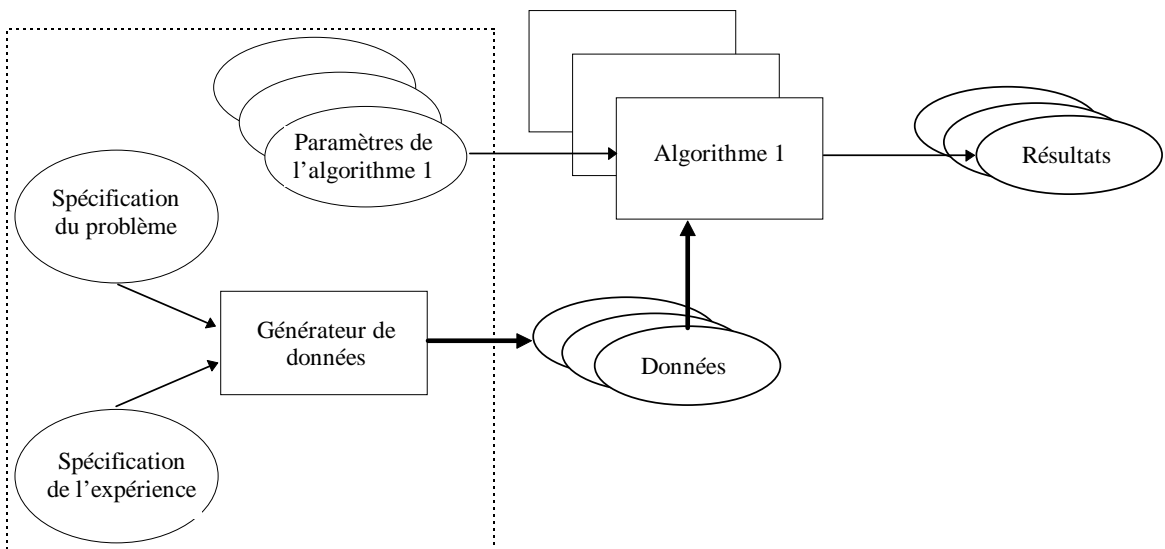 Paramètres de
l’algorithme 1
Algorithme 1
Résultats
Spécification
du problème
Générateur de
données
Données
Spécification
de l’expérience